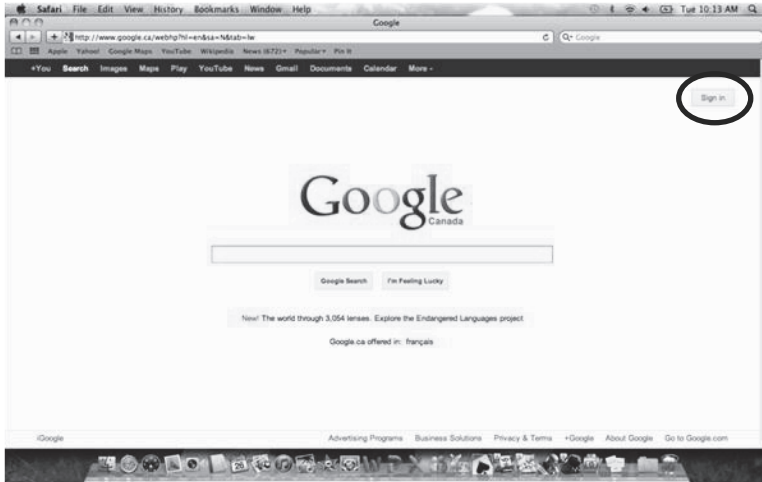 Safari File Edit View History Bookmarks Window Help Tue 10:13 AM
Google
http://www.google.ca/webhp?hl=en&sa=N&tab=lw Google
Apple Yahoo! Google Maps YouTube Wikipedia News (672) Popular Pin It
+You Search Images Maps Play YouTube News Gmail Documents Calendar More
Sign in
Google
Canada
Google Search I'm Feeling Lucky
New! The world through 3,054 lenses. Explore the Endangered Languages project
Google.ca offered in: français
iGoogle Advertising Programs Business Solutions Privacy & Terms +Google About Google Go to Google.com